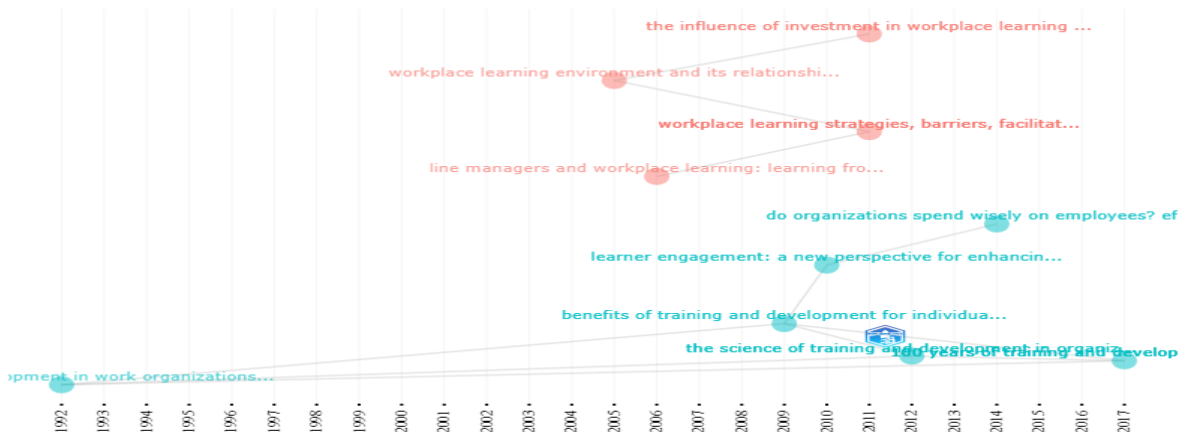 the influence of investment in workplace learning ...
workplace learning environment and its relationshi...
workplace learning strategies, barriers, facilitat...
line managers and workplace learning: learning fro...
do organizations spend wisely on employees? ef
learner engagement: a new perspective for enhancin...
benefits of training and development for individua...
the science of training and development in organiz
100 years of training and develop
opment in work organizations...
1992
1993
1994
1995
1996
1997
1998
1999
2000
2001
2002
2003
2004
2005
2006
2007
2008
2009
2010
2011
2012
2013
2014
2015
2016
2017